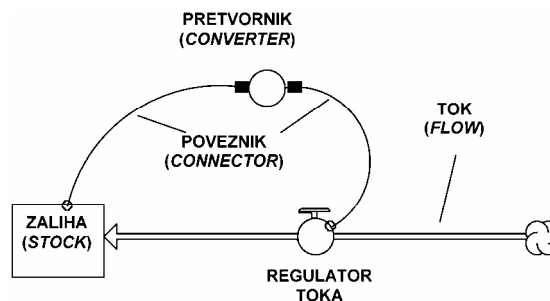 PRETVORNIK
(CONVERTER)
TOK
(FLOW)
POVEZNIK
(CONNECTOR)
ZALIHA
(STOCK)
REGULATOR
TOKA